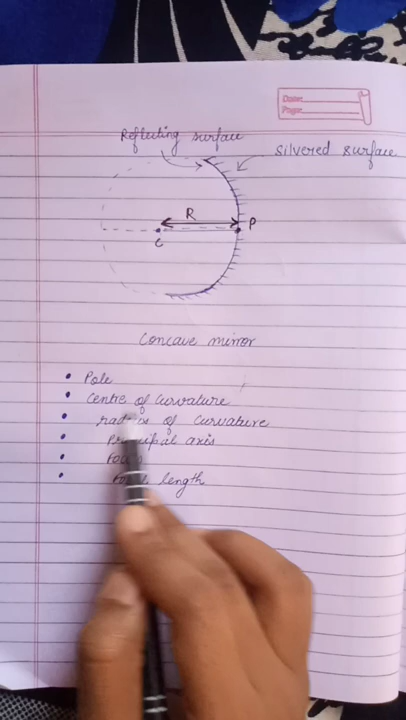 Date:
Page:
Reflecting surface
silvered surface
R
P
C
Concave mirror
• Pole
• Centre of Curvature
• radius of Curvature
• Principal axis
•
• length